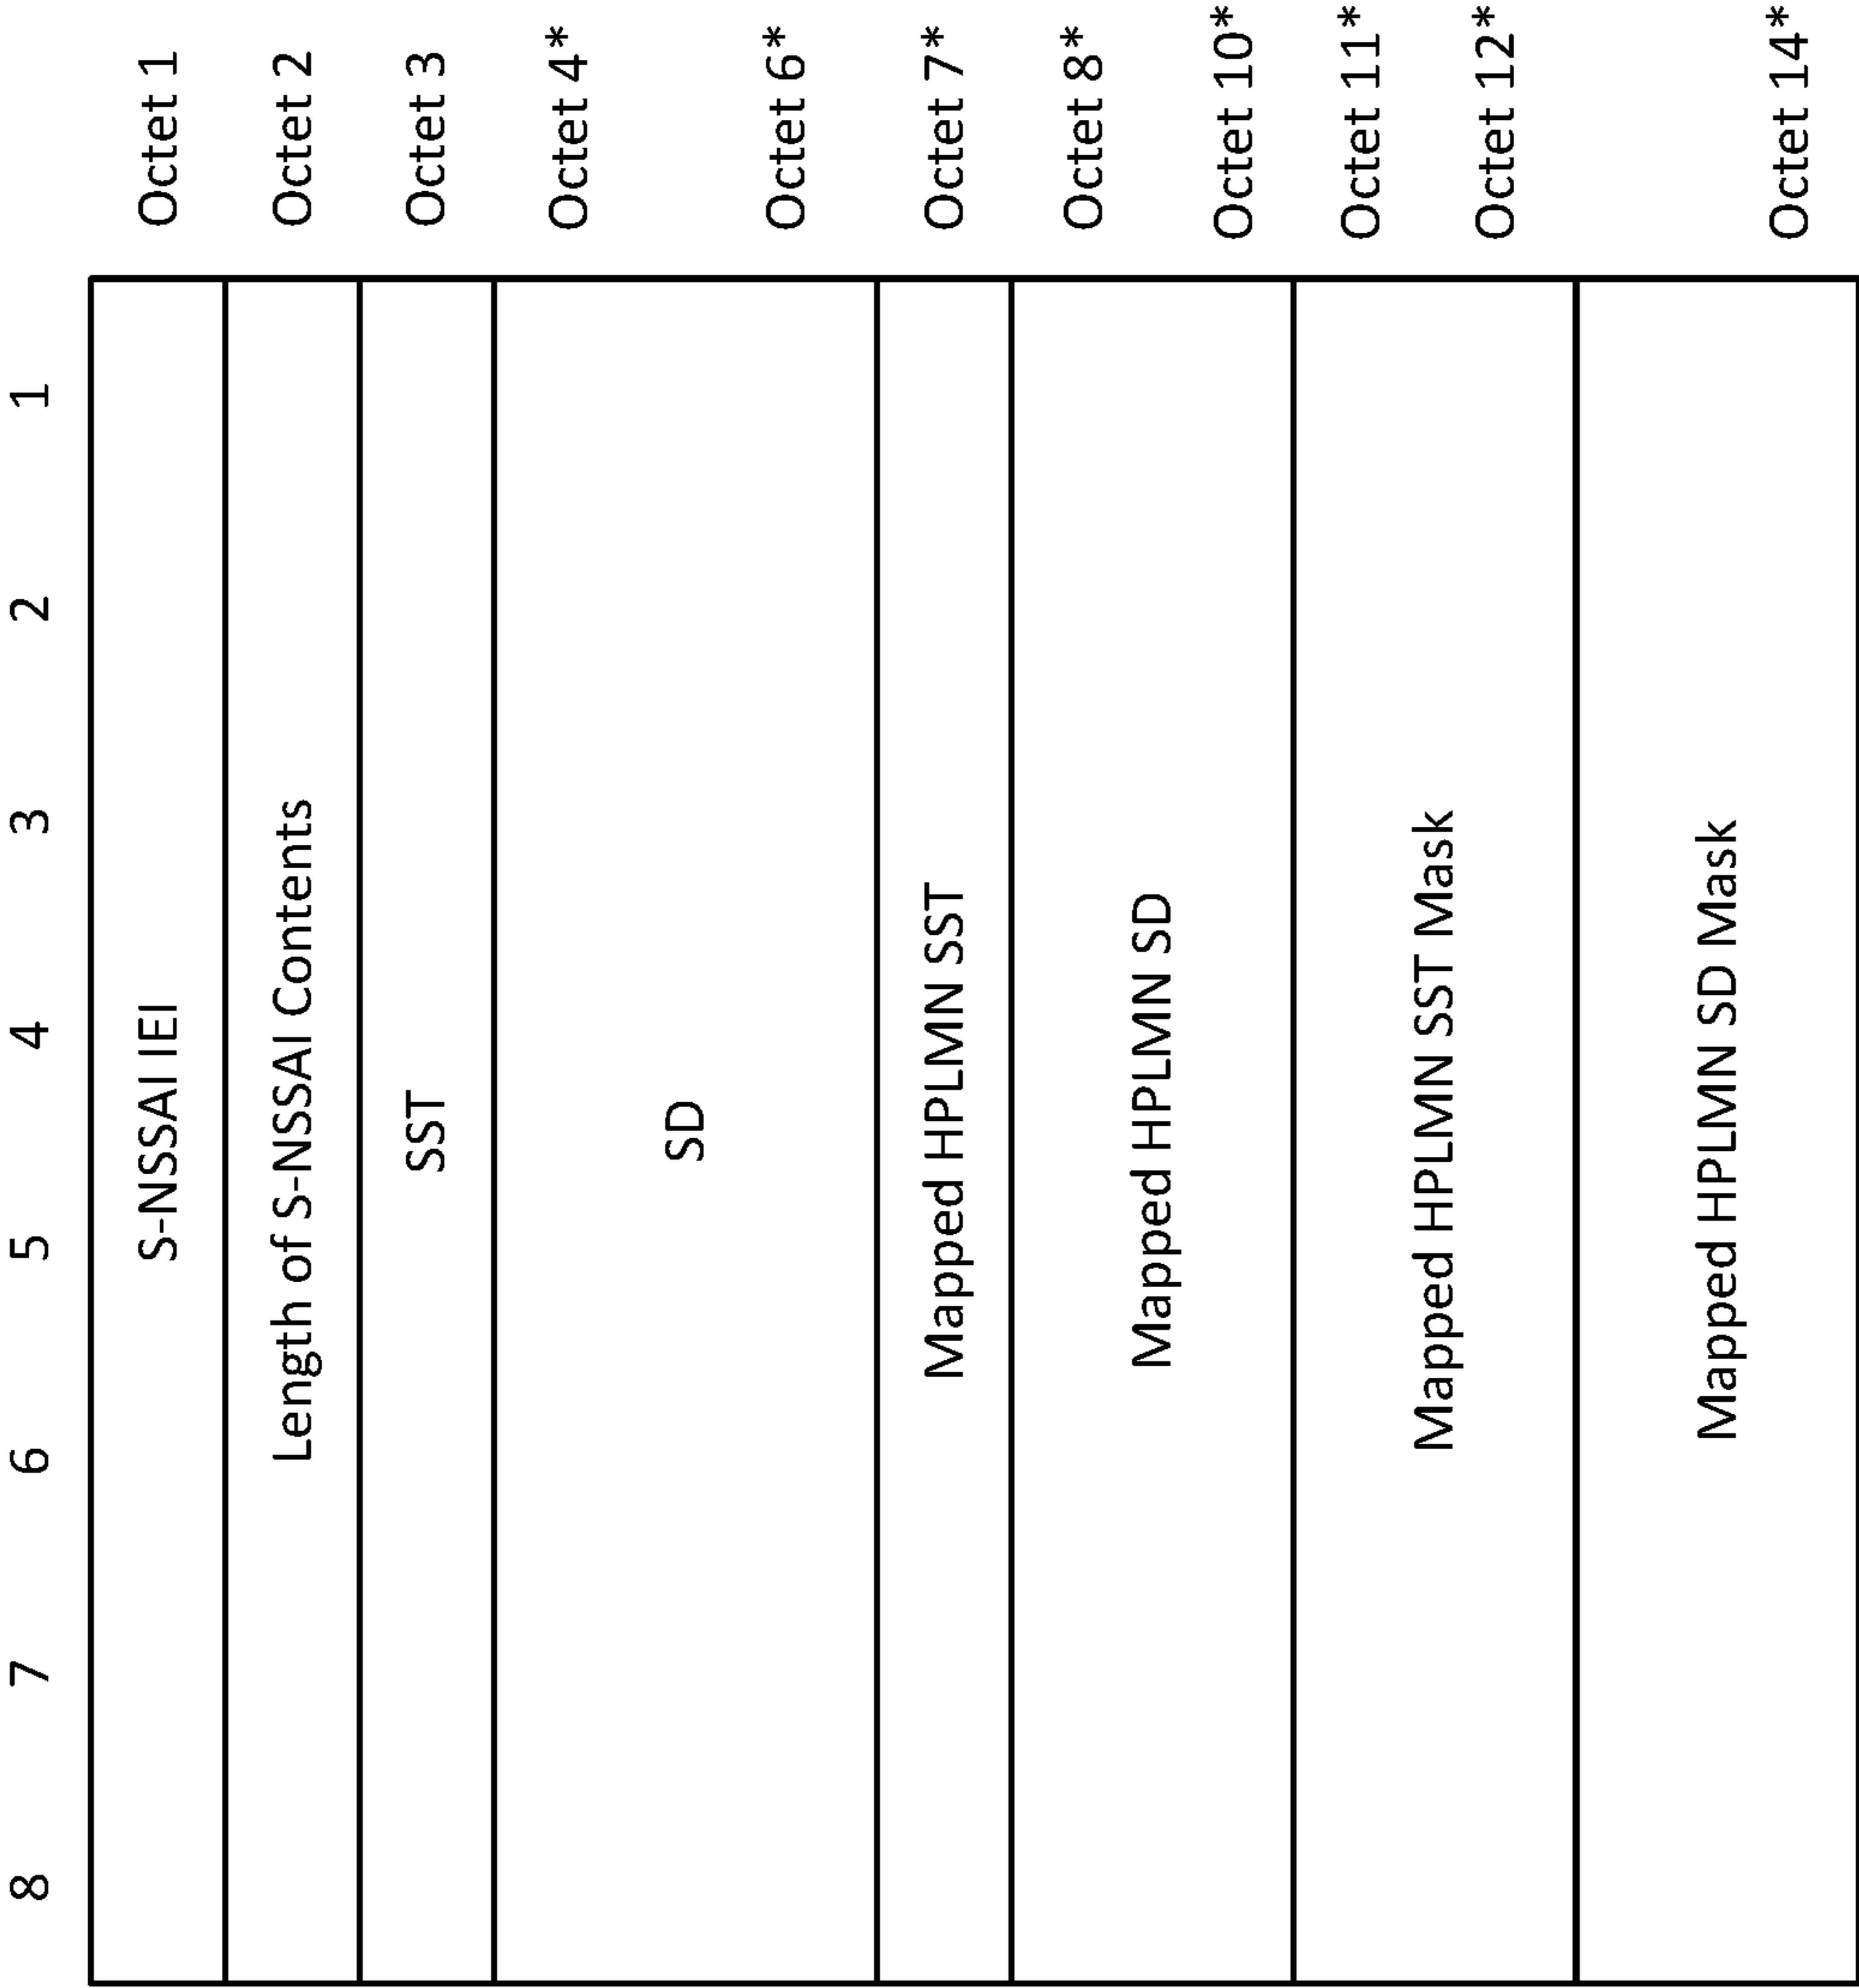 8 7 6 5 4 3 2 1
S-NSSAI IEI Octet 1
Length of S-NSSAI Contents Octet 2
SST Octet 3
Octet 4*
SD
Octet 6*
Mapped HPLMN SST Octet 7*
Octet 8*
Mapped HPLMN SD
Octet 10*
Octet 11*
Mapped HPLMN SST Mask
Octet 12*
Mapped HPLMN SD Mask
Octet 14*